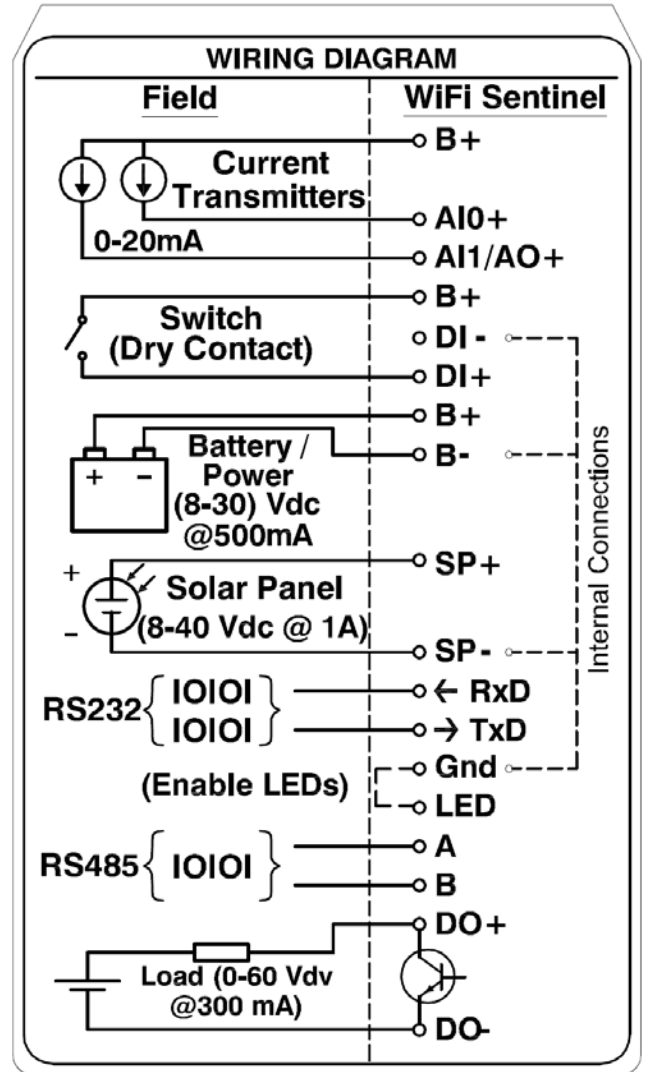 WIRING DIAGRAM
Field
WiFi Sentinel
B+
Current
Transmitters
AI0+
0-20mA
AI1/AO+
B+
Switch
(Dry Contact)
DI -
DI+
B+
Battery /
Power
(8-30) Vdc
@500mA
B-
+ -
SP+
+
Solar Panel
(8-40 Vdc @ 1A)
-
SP-
Internal Connections
RS232
IOIOI
IOIOI
← RxD
→ TxD
Gnd
(Enable LEDs)
LED
RS485
IOIOI
A
B
DO+
Load (0-60 Vdv
@300 mA)
DO-